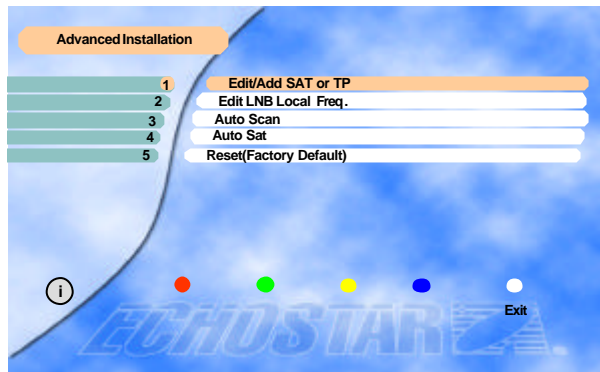 Advanced Installation
1 Edit/Add SAT or TP
2 Edit LNB Local Freq.
3 Auto Scan
4 Auto Sat
5 Reset(Factory Default)
i
Exit
ECHOSTAR